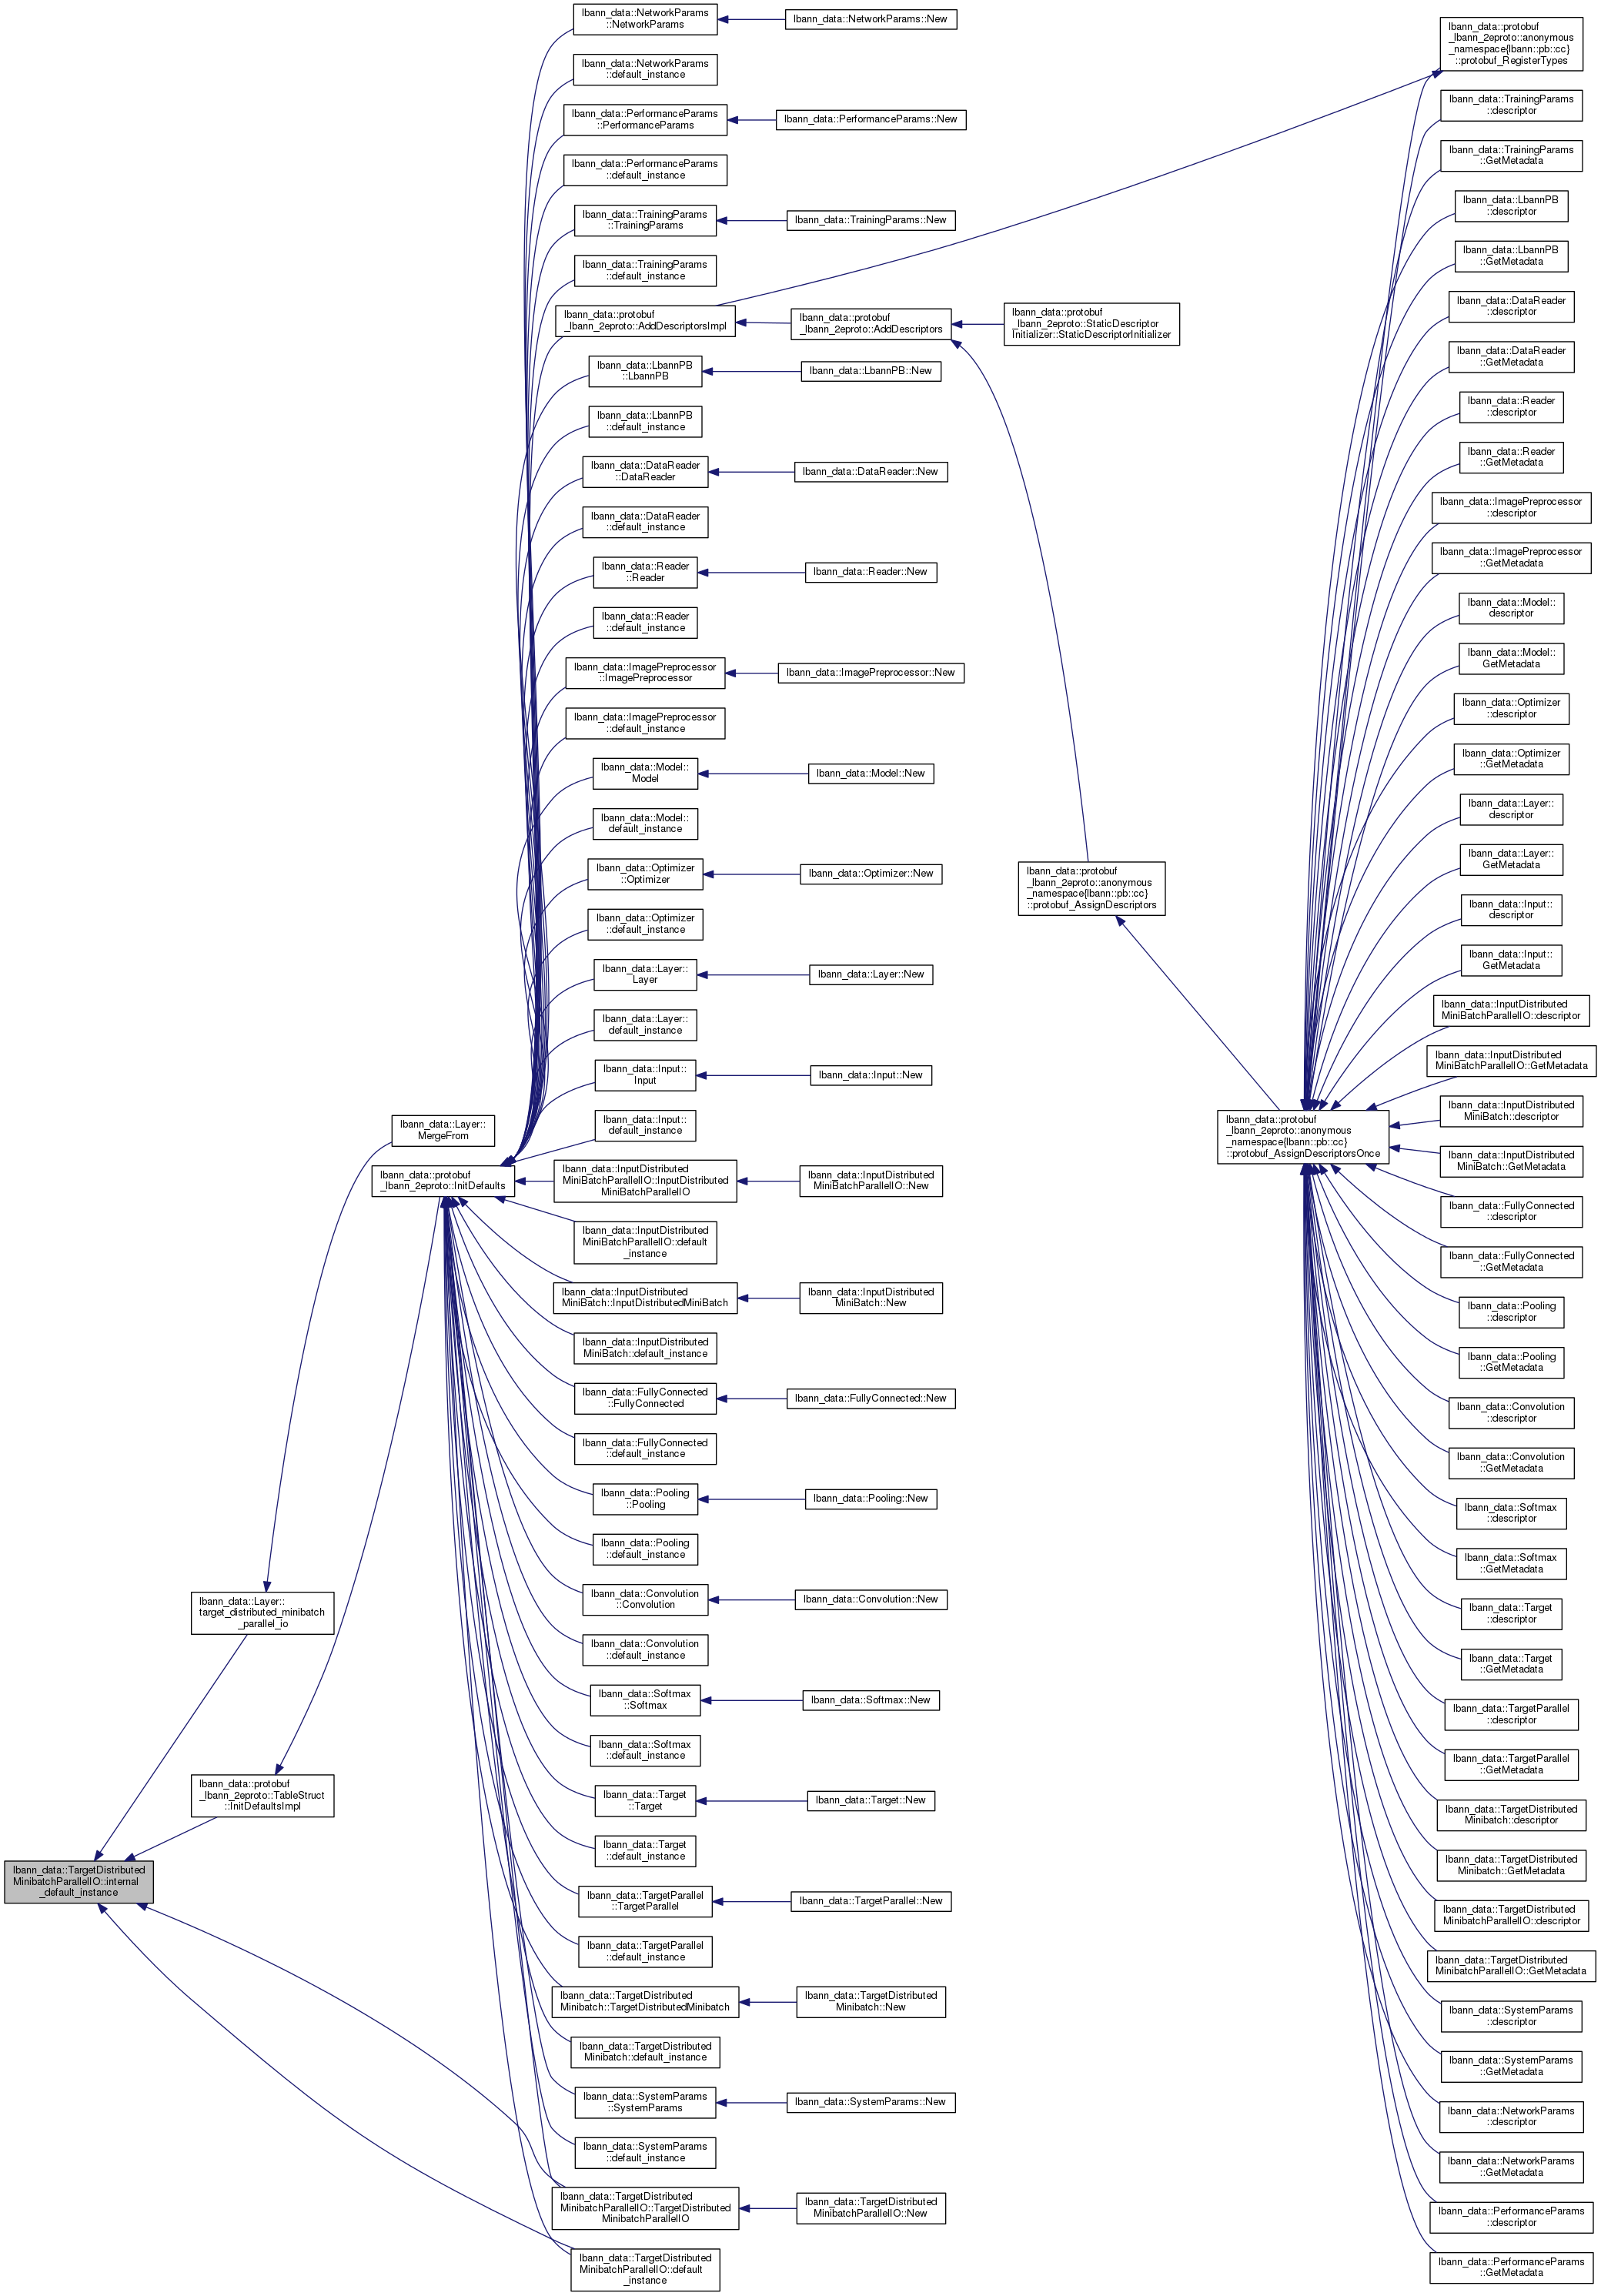 lbann_data::NetworkParams
::NetworkParams
lbann_data::NetworkParams::New
lbann_data::NetworkParams
::default_instance
lbann_data::PerformanceParams
::PerformanceParams
lbann_data::PerformanceParams::New
lbann_data::PerformanceParams
::default_instance
lbann_data::TrainingParams
::TrainingParams
lbann_data::TrainingParams::New
lbann_data::TrainingParams
::default_instance
lbann_data::protobuf
_lbann_2eproto::AddDescriptorsImpl
lbann_data::protobuf
_lbann_2eproto::AddDescriptors
lbann_data::protobuf
_lbann_2eproto::StaticDescriptor
Initializer::StaticDescriptorInitializer
lbann_data::LbannPB
::LbannPB
lbann_data::LbannPB::New
lbann_data::LbannPB
::default_instance
lbann_data::DataReader
::DataReader
lbann_data::DataReader::New
lbann_data::DataReader
::default_instance
lbann_data::Reader
::Reader
lbann_data::Reader::New
lbann_data::Reader
::default_instance
lbann_data::ImagePreprocessor
::ImagePreprocessor
lbann_data::ImagePreprocessor::New
lbann_data::ImagePreprocessor
::default_instance
lbann_data::Model::
Model
lbann_data::Model::New
lbann_data::Model::
default_instance
lbann_data::Optimizer
::Optimizer
lbann_data::Optimizer::New
lbann_data::Optimizer
::default_instance
lbann_data::Layer::
Layer
lbann_data::Layer::New
lbann_data::Layer::
default_instance
lbann_data::Input::
Input
lbann_data::Input::New
lbann_data::Input::
default_instance
lbann_data::Layer::
MergeFrom
lbann_data::protobuf
_lbann_2eproto::InitDefaults
lbann_data::InputDistributed
MiniBatchParallelIO::InputDistributed
MiniBatchParallelIO
lbann_data::InputDistributed
MiniBatchParallelIO::New
lbann_data::InputDistributed
MiniBatchParallelIO::default
_instance
lbann_data::InputDistributed
MiniBatch::InputDistributedMiniBatch
lbann_data::InputDistributed
MiniBatch::New
lbann_data::InputDistributed
MiniBatch::default_instance
lbann_data::FullyConnected
::FullyConnected
lbann_data::FullyConnected::New
lbann_data::FullyConnected
::default_instance
lbann_data::Pooling
::Pooling
lbann_data::Pooling::New
lbann_data::Pooling
::default_instance
lbann_data::Convolution
::Convolution
lbann_data::Convolution::New
lbann_data::Convolution
::default_instance
lbann_data::Layer::
target_distributed_minibatch
_parallel_io
lbann_data::Softmax
::Softmax
lbann_data::Softmax::New
lbann_data::Softmax
::default_instance
lbann_data::protobuf
_lbann_2eproto::TableStruct
::InitDefaultsImpl
lbann_data::Target
::Target
lbann_data::Target::New
lbann_data::Target
::default_instance
lbann_data::TargetDistributed
MinibatchParallelIO::internal
_default_instance
lbann_data::TargetParallel
::TargetParallel
lbann_data::TargetParallel::New
lbann_data::TargetParallel
::default_instance
lbann_data::TargetDistributed
Minibatch::TargetDistributedMinibatch
lbann_data::TargetDistributed
Minibatch::New
lbann_data::TargetDistributed
Minibatch::default_instance
lbann_data::SystemParams
::SystemParams
lbann_data::SystemParams::New
lbann_data::SystemParams
::default_instance
lbann_data::TargetDistributed
MinibatchParallelIO::TargetDistributed
MinibatchParallelIO
lbann_data::TargetDistributed
MinibatchParallelIO::New
lbann_data::TargetDistributed
MinibatchParallelIO::default
_instance
lbann_data::protobuf
_lbann_2eproto::anonymous
_namespace{lbann::pb::cc}
::protobuf_AssignDescriptors
lbann_data::protobuf
_lbann_2eproto::anonymous
_namespace{lbann::pb::cc}
::protobuf_AssignDescriptorsOnce
lbann_data::protobuf
_lbann_2eproto::anonymous
_namespace{lbann::pb::cc}
::protobuf_RegisterTypes
lbann_data::TrainingParams
::descriptor
lbann_data::TrainingParams
::GetMetadata
lbann_data::LbannPB
::descriptor
lbann_data::LbannPB
::GetMetadata
lbann_data::DataReader
::descriptor
lbann_data::DataReader
::GetMetadata
lbann_data::Reader
::descriptor
lbann_data::Reader
::GetMetadata
lbann_data::ImagePreprocessor
::descriptor
lbann_data::ImagePreprocessor
::GetMetadata
lbann_data::Model::
descriptor
lbann_data::Model::
GetMetadata
lbann_data::Optimizer
::descriptor
lbann_data::Optimizer
::GetMetadata
lbann_data::Layer::
descriptor
lbann_data::Layer::
GetMetadata
lbann_data::Input::
descriptor
lbann_data::Input::
GetMetadata
lbann_data::InputDistributed
MiniBatchParallelIO::descriptor
lbann_data::InputDistributed
MiniBatchParallelIO::GetMetadata
lbann_data::InputDistributed
MiniBatch::descriptor
lbann_data::InputDistributed
MiniBatch::GetMetadata
lbann_data::FullyConnected
::descriptor
lbann_data::FullyConnected
::GetMetadata
lbann_data::Pooling
::descriptor
lbann_data::Pooling
::GetMetadata
lbann_data::Convolution
::descriptor
lbann_data::Convolution
::GetMetadata
lbann_data::Softmax
::descriptor
lbann_data::Softmax
::GetMetadata
lbann_data::Target
::descriptor
lbann_data::Target
::GetMetadata
lbann_data::TargetParallel
::descriptor
lbann_data::TargetParallel
::GetMetadata
lbann_data::TargetDistributed
Minibatch::descriptor
lbann_data::TargetDistributed
Minibatch::GetMetadata
lbann_data::TargetDistributed
MinibatchParallelIO::descriptor
lbann_data::TargetDistributed
MinibatchParallelIO::GetMetadata
lbann_data::SystemParams
::descriptor
lbann_data::SystemParams
::GetMetadata
lbann_data::NetworkParams
::descriptor
lbann_data::NetworkParams
::GetMetadata
lbann_data::PerformanceParams
::descriptor
lbann_data::PerformanceParams
::GetMetadata